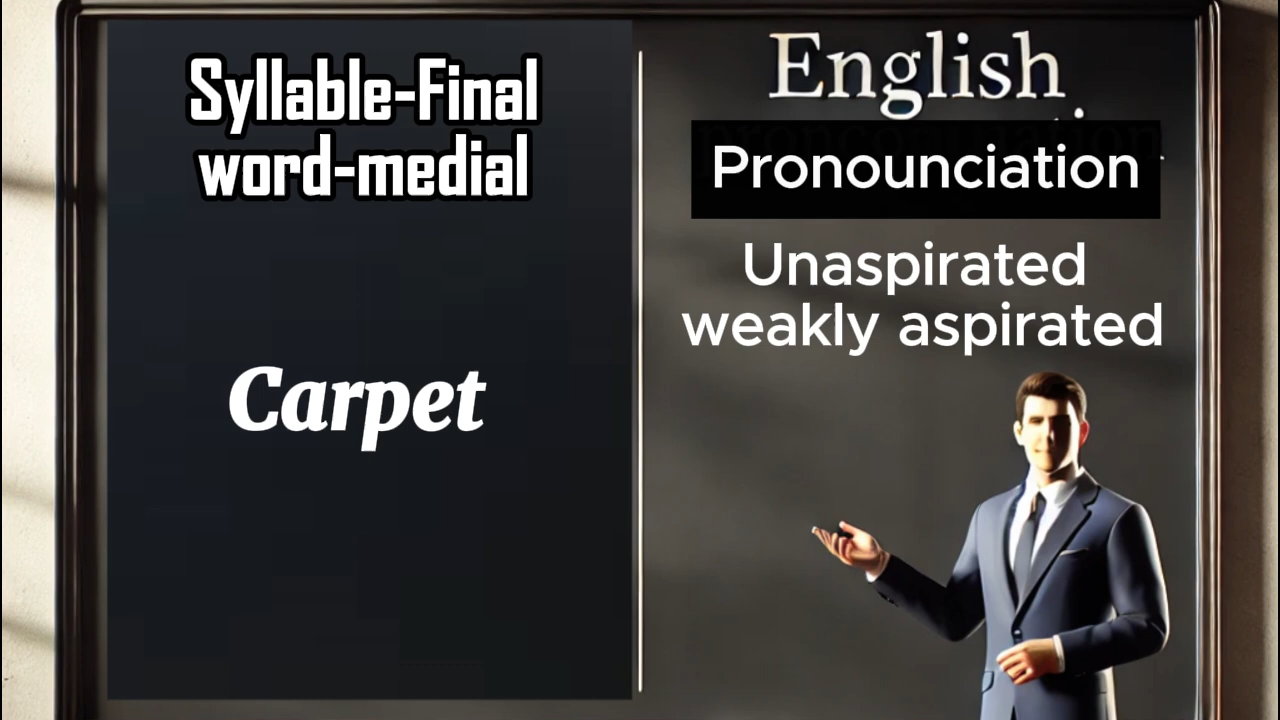 Syllable-Final
word-medial
Carpet
English
Pronounciation
Unaspirated
weakly aspirated